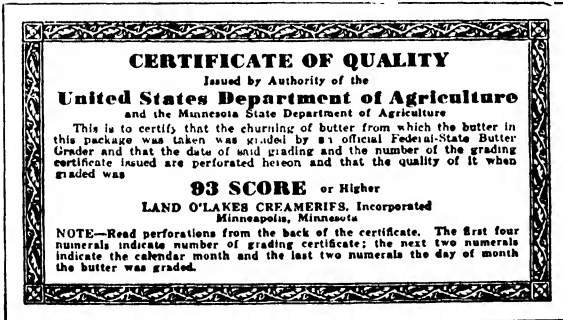 CERTIFICATE OF QUALITY
Issued by Authority of the
United States Department of Agriculture
and the Minnesota State Department of Agriculture
This is to certify that the churning of butter from which the butter in
this package was taken was graded by an official Federal-State Butter
Grader and that the date of said grading and the number of the grading
certificate issued are perforated hereon and that the quality of it when
graded was
93 SCORE or Higher
LAND O'LAKES CREAMERIES, Incorporated
Minneapolis, Minnesota
NOTE—Read perforations from the back of the certificate. The first four
numerals indicate number of grading certificate; the next two numerals
indicate the calendar month and the last two numerals the day of month
the butter was graded.